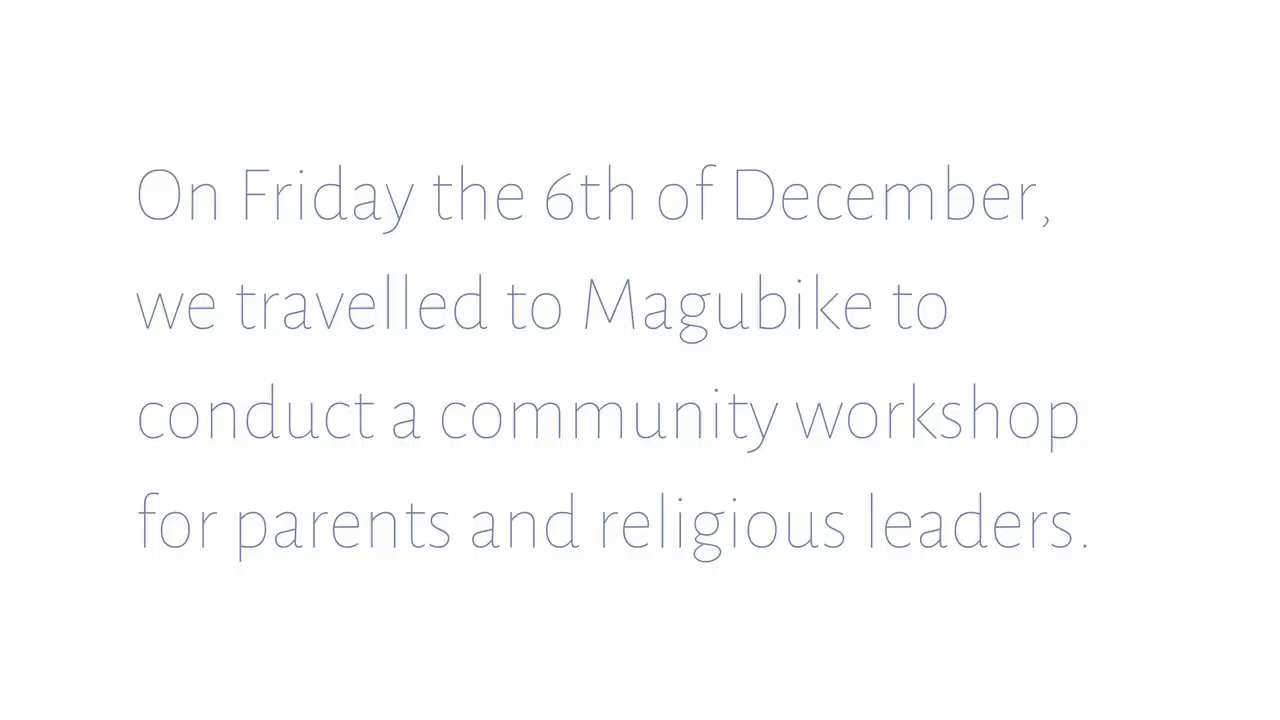 On Friday the 6th of December,
we travelled to Magubike to
conduct a community workshop
for parents and religious leaders.